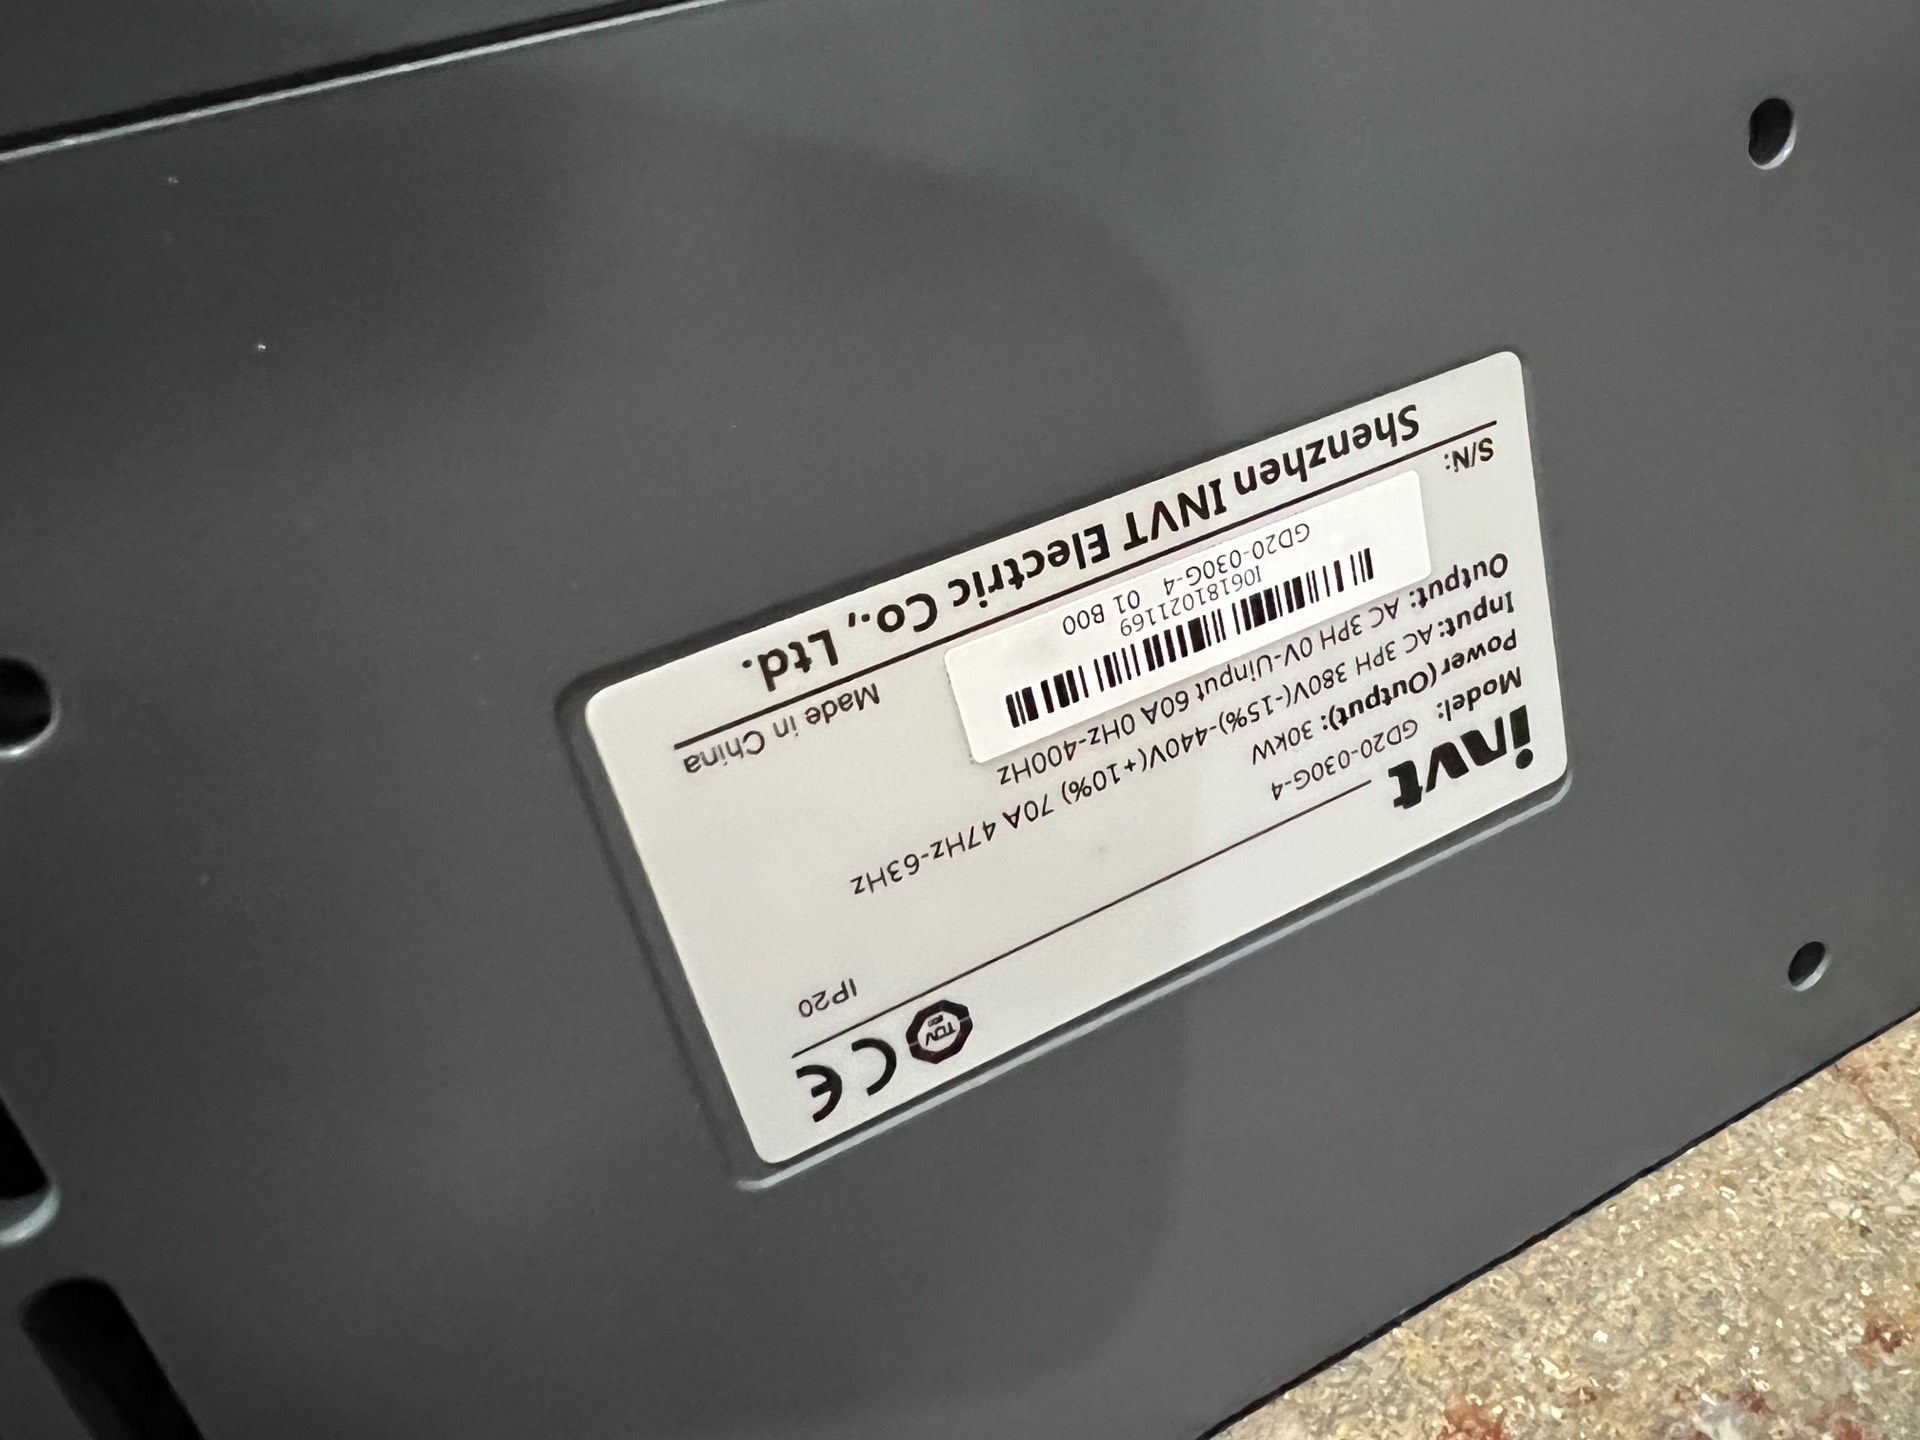 invt
CE
TÜV
Model: GD20-030G-4
IP20
Power(Output): 30kW
Input: AC 3PH 380V(-15%)-440V(+10%) 70A 47Hz-63Hz
Output: AC 3PH 0V-Uinput 60A 0Hz-400Hz
S/N:
I06181021169
GD20-030G-4 01 B00
Made in China
Shenzhen INVT Electric Co., Ltd.